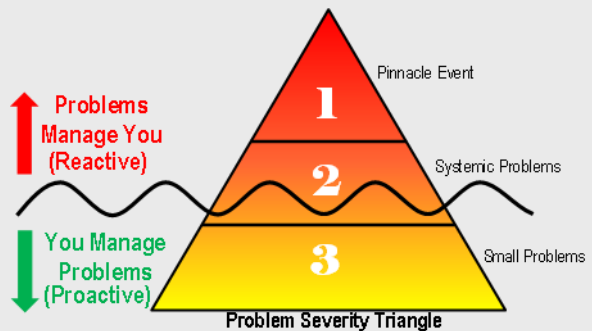 1
Pinnacle Event
Problems
Manage You
(Reactive)
2
Systemic Problems
You Manage
Problems
(Proactive)
3
Small Problems
Problem Severity Triangle